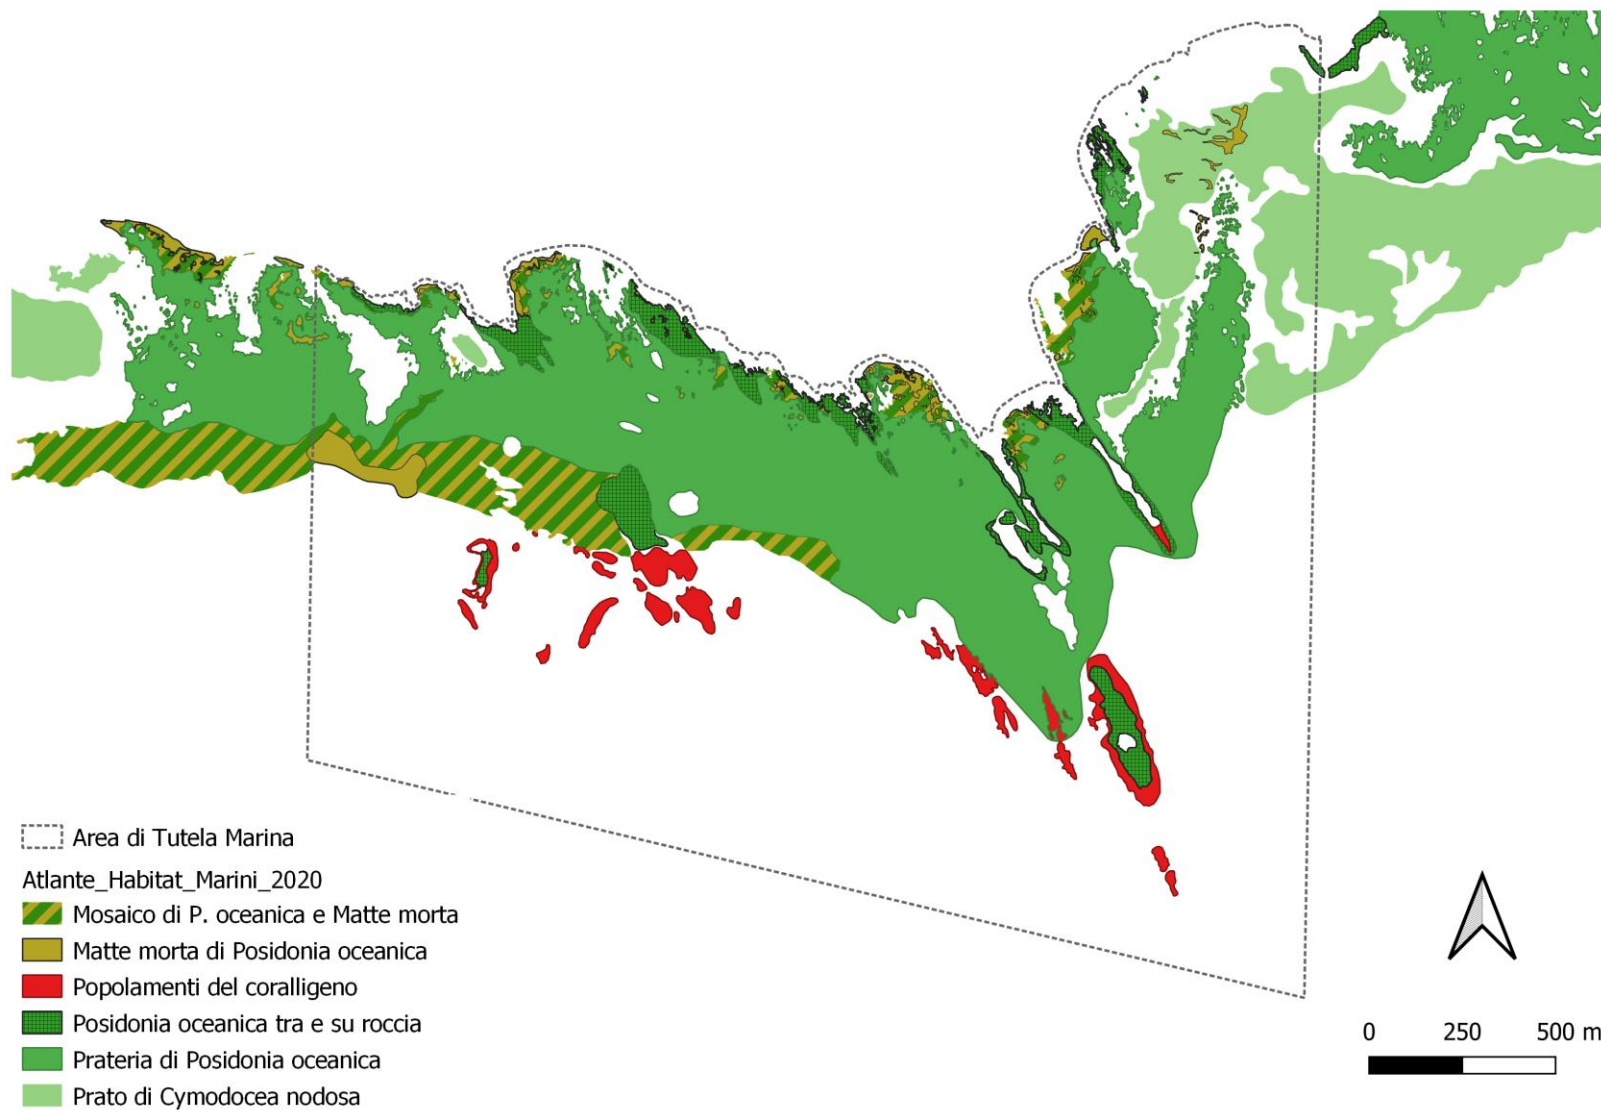 Area di Tutela Marina
Atlante_Habitat_Marini_2020
Mosaico di P. oceanica e Matte morta
Matte morta di Posidonia oceanica
Popolamenti del coralligeno
Posidonia oceanica tra e su roccia
Prateria di Posidonia oceanica
Prato di Cymodocea nodosa
0 250 500 m